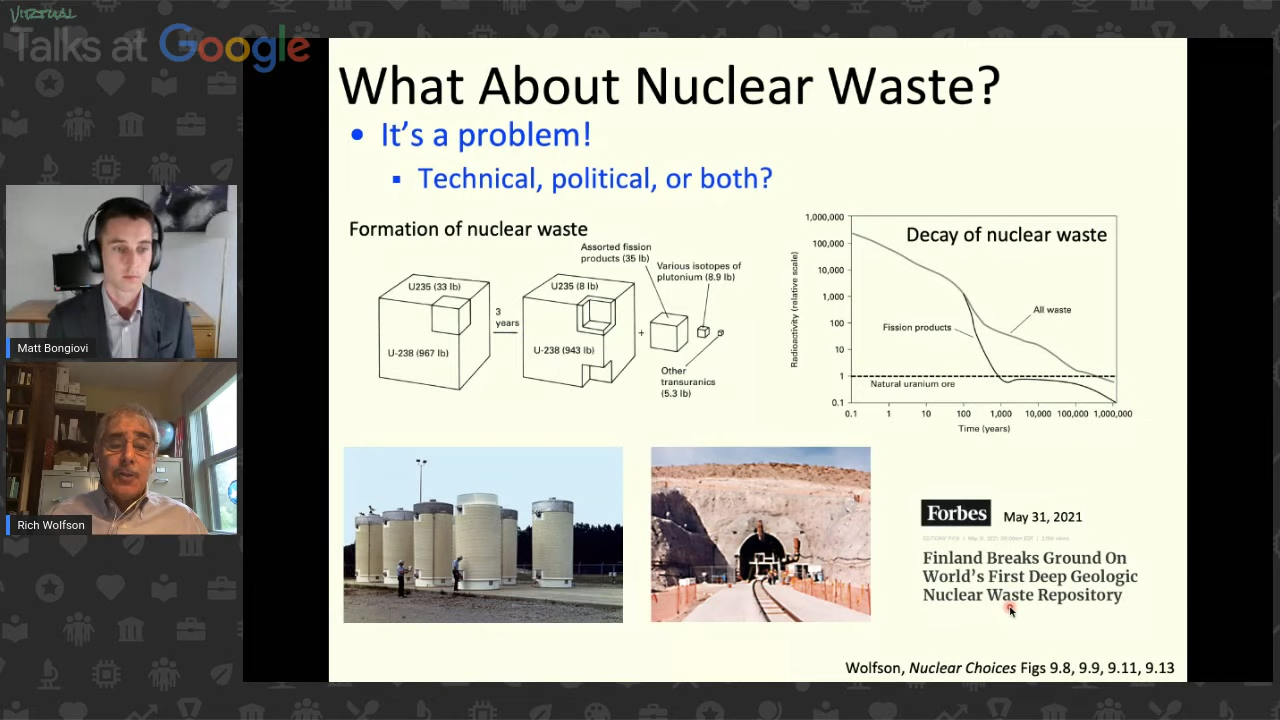 VIRTUAL
Talks at Google
What About Nuclear Waste?
• It's a problem!
▪ Technical, political, or both?
Formation of nuclear waste
Assorted fission
products (35 lb)
Various isotopes of
plutonium (8.9 lb)
U235 (33 lb)
U-238 (967 lb)
3
years
U235 (8 lb)
U-238 (943 lb)
+
Other
transuranics
(5.3 lb)
Decay of nuclear waste
Radioactivity (relative scale)
1,000,000
100,000
10,000
1,000
100
10
1
0.1
All waste
Fission products
Natural uranium ore
0.1 1 10 100 1,000 10,000 100,000 1,000,000
Time (years)
Matt Bongiovi
Rich Wolfson
Forbes May 31, 2021
Finland Breaks Ground On
World's First Deep Geologic
Nuclear Waste Repository
Wolfson, Nuclear Choices Figs 9.8, 9.9, 9.11, 9.13